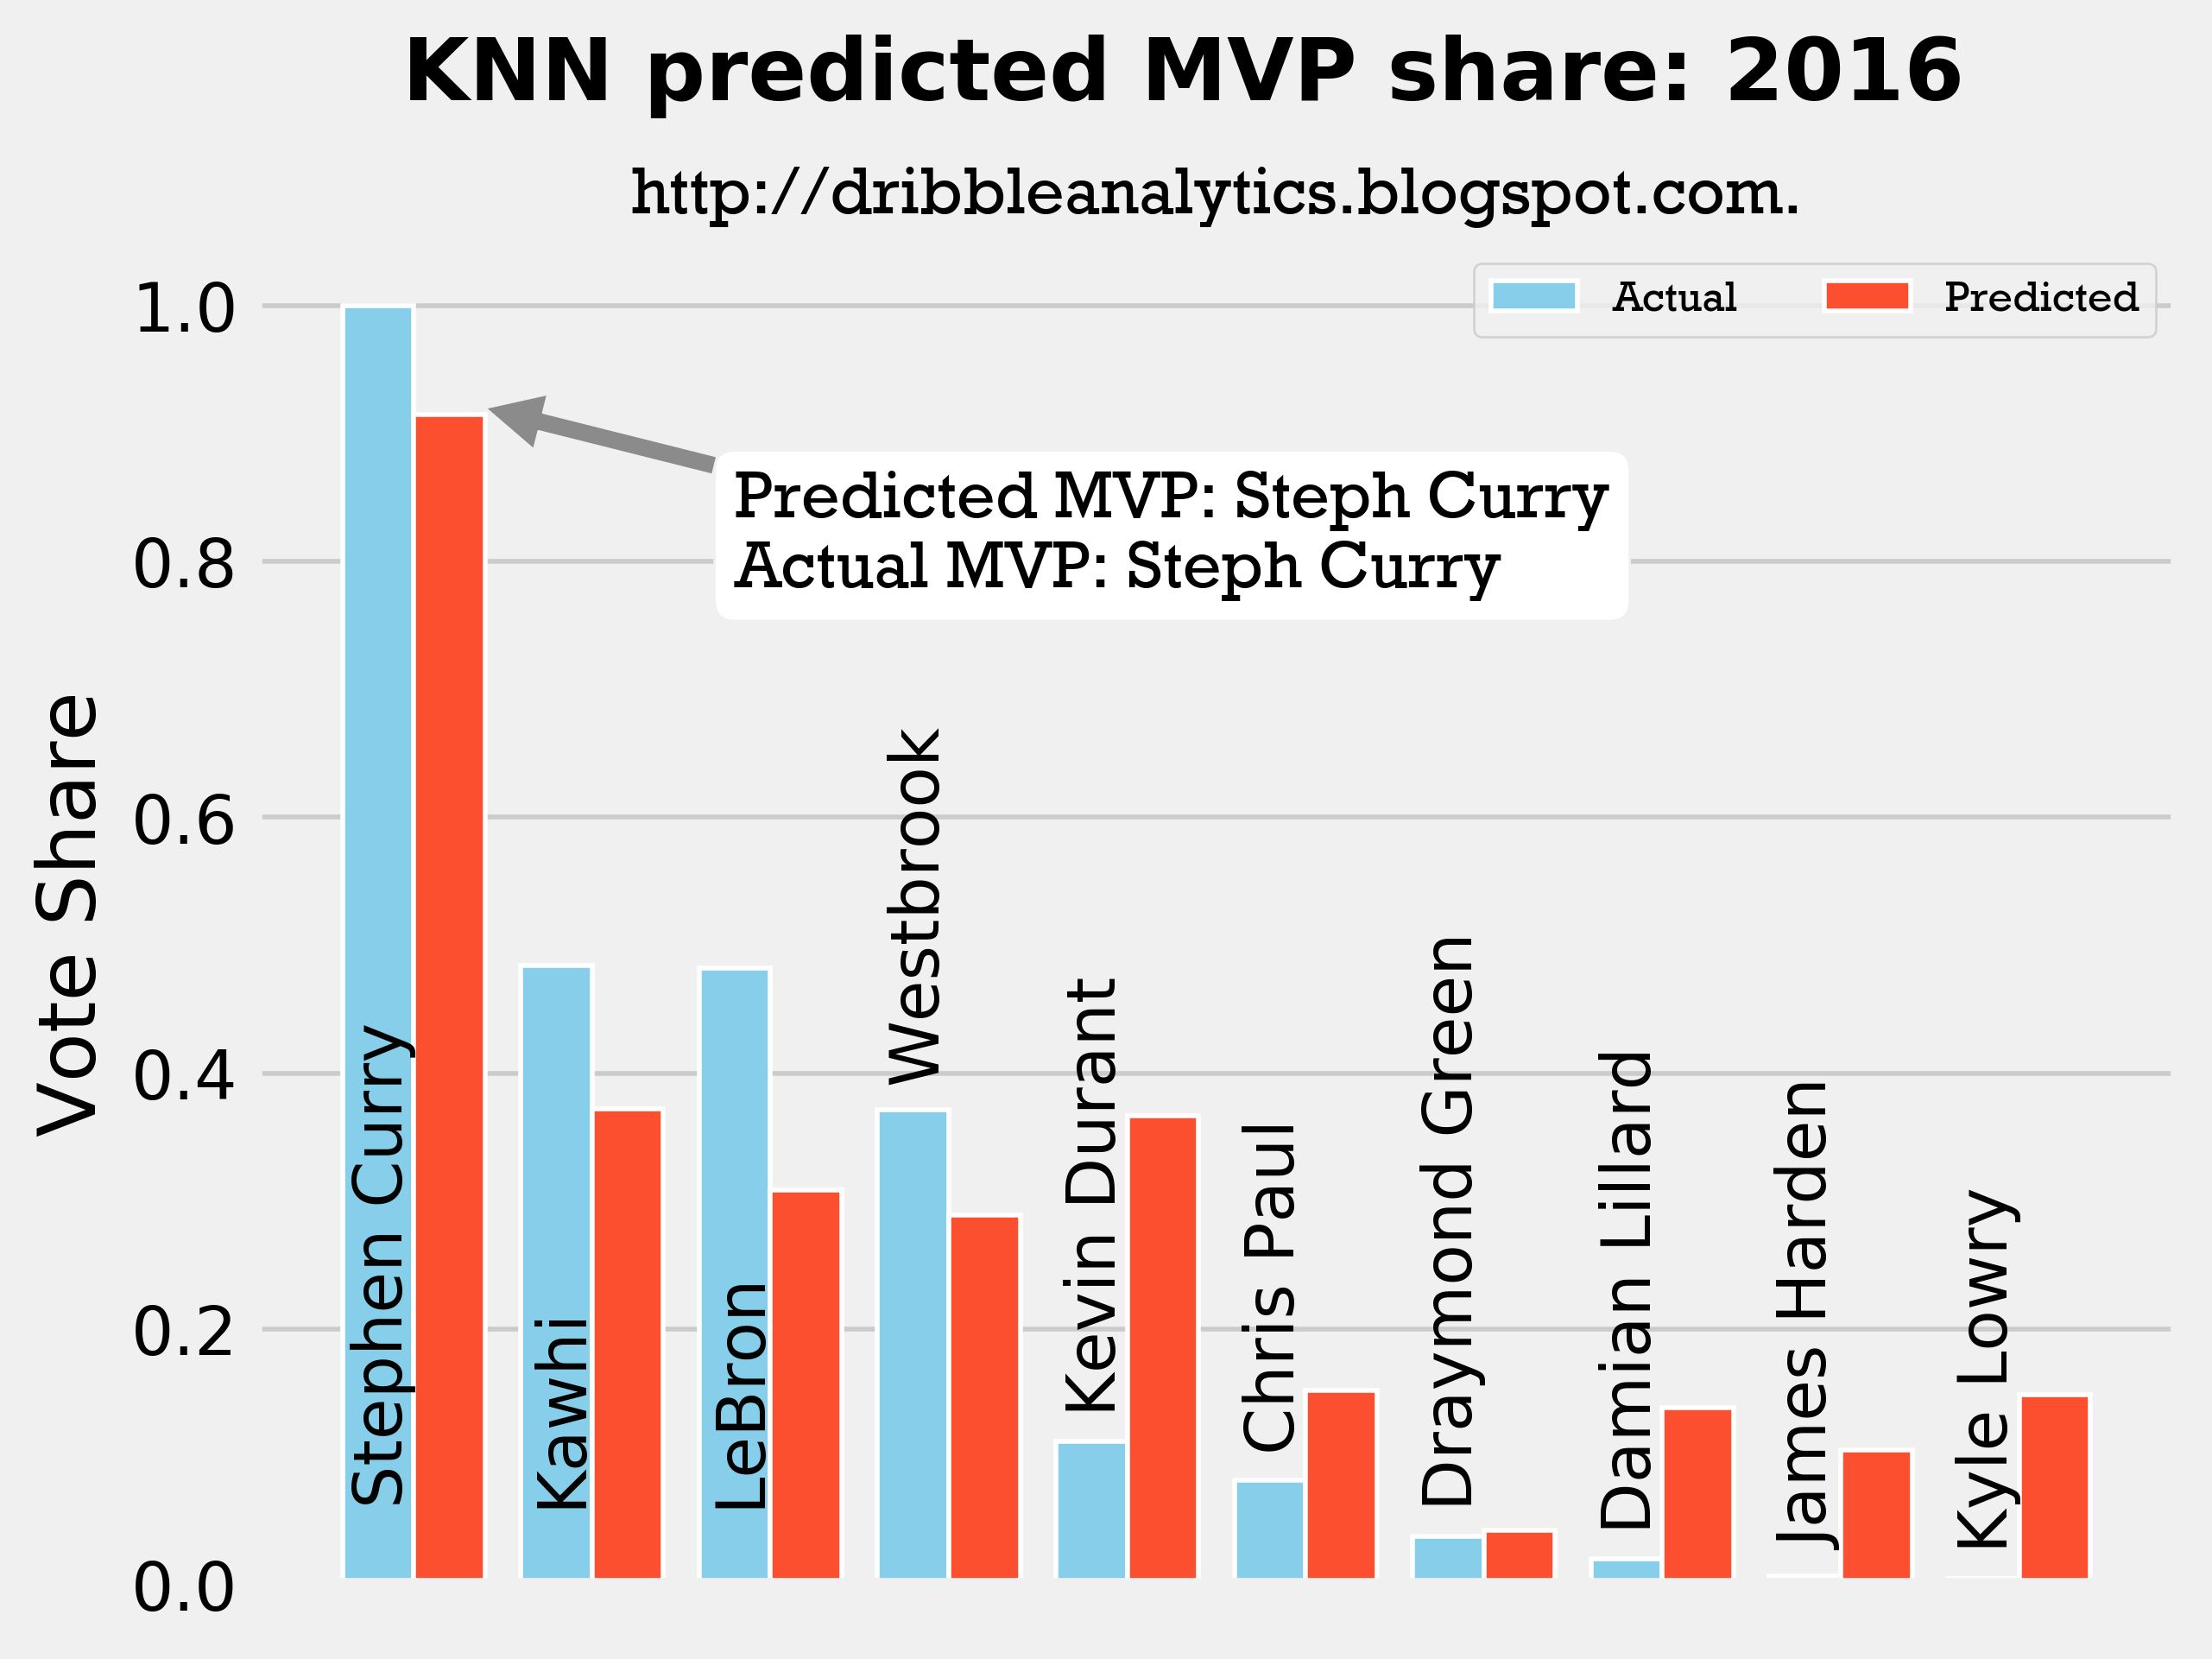 KNN predicted MVP share: 2016
http://dribbleanalytics.blogspot.com.
Actual
Predicted
1.0
0.8
0.6
0.4
0.2
0.0
Vote Share
Predicted MVP: Steph Curry
Actual MVP: Steph Curry
Stephen Curry
Kawhi
LeBron
Westbrook
Kevin Durant
Chris Paul
Draymond Green
Damian Lillard
James Harden
Kyle Lowry